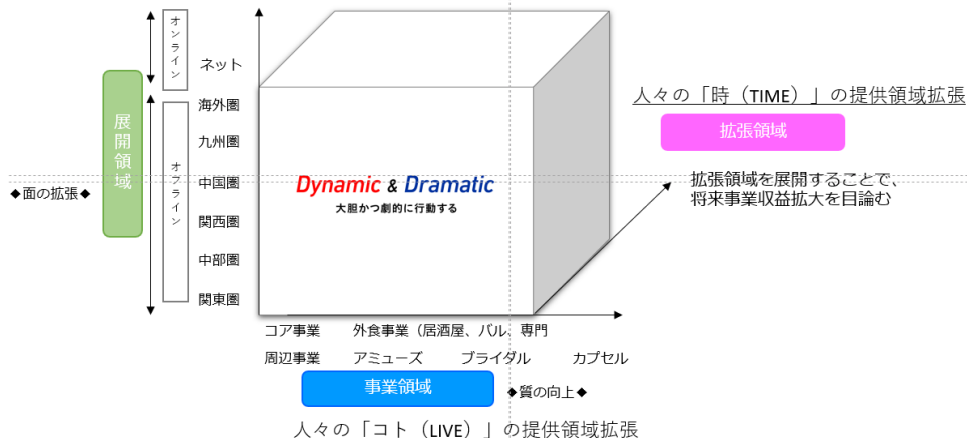 オンライン
ネット
展開領域
オフライン
海外圏
九州圏
中国圏
関西圏
中部圏
関東圏
◆面の拡張◆
Dynamic & Dramatic
大胆かつ劇的に行動する
人々の「時（TIME）」の提供領域拡張
拡張領域
拡張領域を展開することで、
将来事業収益拡大を目論む
コア事業 外食事業（居酒屋、バル、専門
周辺事業 アミューズ ブライダル カプセル
事業領域
◆質の向上◆
人々の「コト（LIVE）」の提供領域拡張